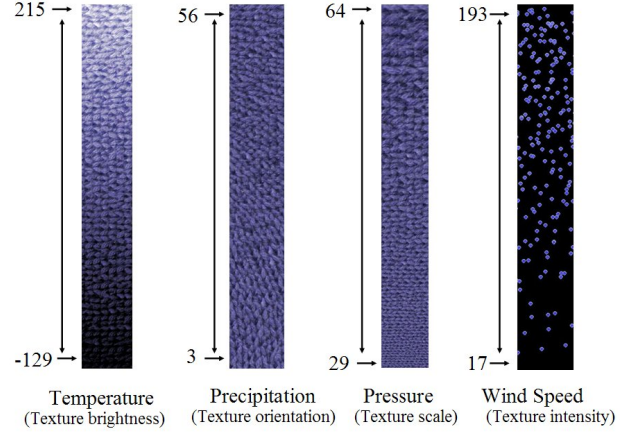 215
56
64
193
-129
3
29
17
Temperature
(Texture brightness)
Precipitation
(Texture orientation)
Pressure
(Texture scale)
Wind Speed
(Texture intensity)